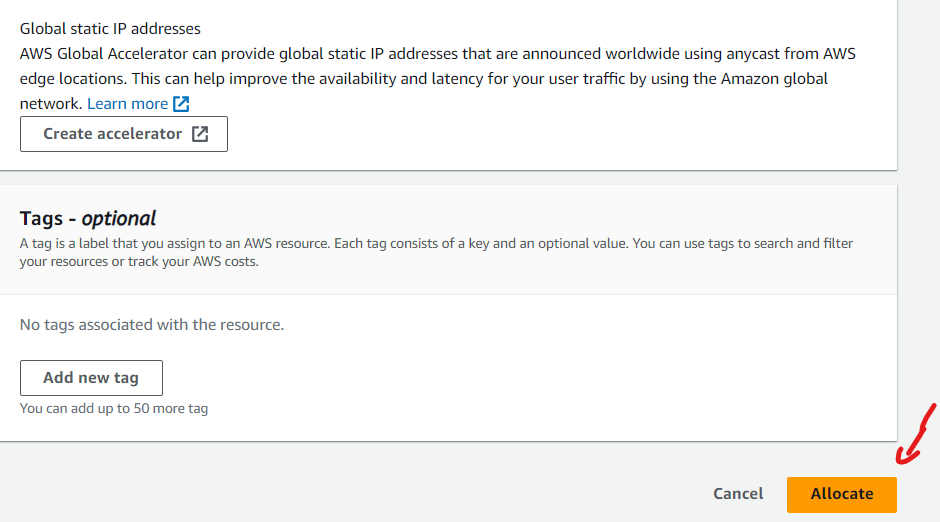 Global static IP addresses
AWS Global Accelerator can provide global static IP addresses that are announced worldwide using anycast from AWS
edge locations. This can help improve the availability and latency for your user traffic by using the Amazon global
network. Learn more
Create accelerator
Tags - optional
A tag is a label that you assign to an AWS resource. Each tag consists of a key and an optional value. You can use tags to search and filter
your resources or track your AWS costs.
No tags associated with the resource.
Add new tag
You can add up to 50 more tag
Cancel Allocate